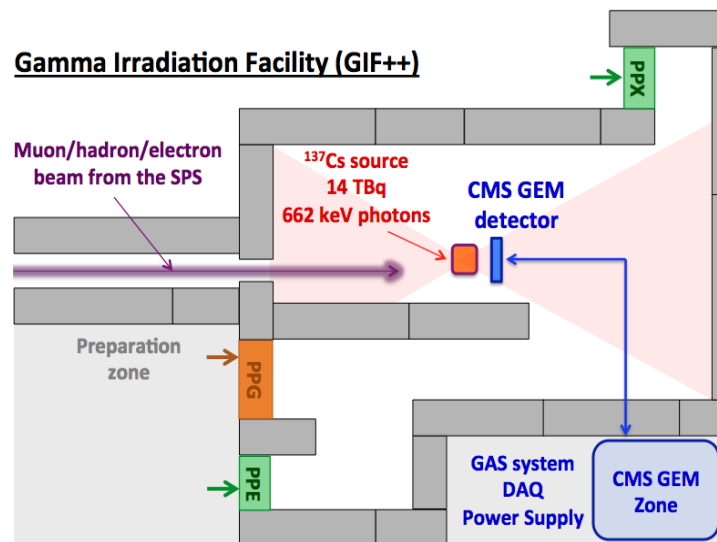 Gamma Irradiation Facility (GIF++)
PPX
Muon/hadron/electron
beam from the SPS
¹³⁷Cs source
14 TBq
662 keV photons
CMS GEM
detector
Preparation
zone
PPG
PPE
GAS system
DAQ
Power Supply
CMS GEM
Zone